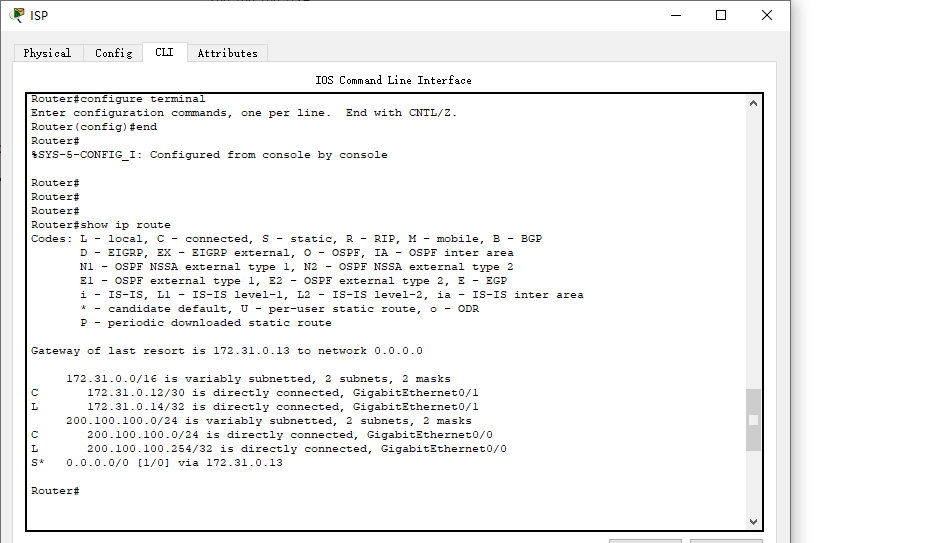 ISP
Physical Config CLI Attributes
IOS Command Line Interface
Router#configure terminal
Enter configuration commands, one per line.  End with CNTL/Z.
Router(config)#end
Router#
%SYS-5-CONFIG_I: Configured from console by console
Router#
Router#
Router#
Router#show ip route
Codes: L - local, C - connected, S - static, R - RIP, M - mobile, B - BGP
D - EIGRP, EX - EIGRP external, O - OSPF, IA - OSPF inter area
N1 - OSPF NSSA external type 1, N2 - OSPF NSSA external type 2
E1 - OSPF external type 1, E2 - OSPF external type 2, E - EGP
i - IS-IS, L1 - IS-IS level-1, L2 - IS-IS level-2, ia - IS-IS inter area
* - candidate default, U - per-user static route, o - ODR
P - periodic downloaded static route
Gateway of last resort is 172.31.0.13 to network 0.0.0.0
172.31.0.0/16 is variably subnetted, 2 subnets, 2 masks
C 172.31.0.12/30 is directly connected, GigabitEthernet0/1
L 172.31.0.14/32 is directly connected, GigabitEthernet0/1
200.100.100.0/24 is variably subnetted, 2 subnets, 2 masks
C 200.100.100.0/24 is directly connected, GigabitEthernet0/0
L 200.100.100.254/32 is directly connected, GigabitEthernet0/0
S* 0.0.0.0/0 [1/0] via 172.31.0.13
Router#